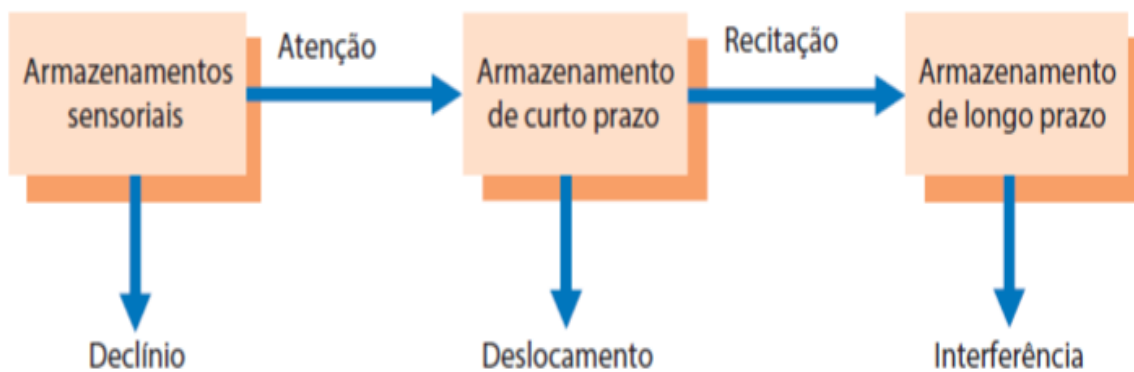 Armazenamentos
sensoriais
Atenção
Armazenamento
de curto prazo
Recitação
Armazenamento
de longo prazo
Declínio
Deslocamento
Interferência